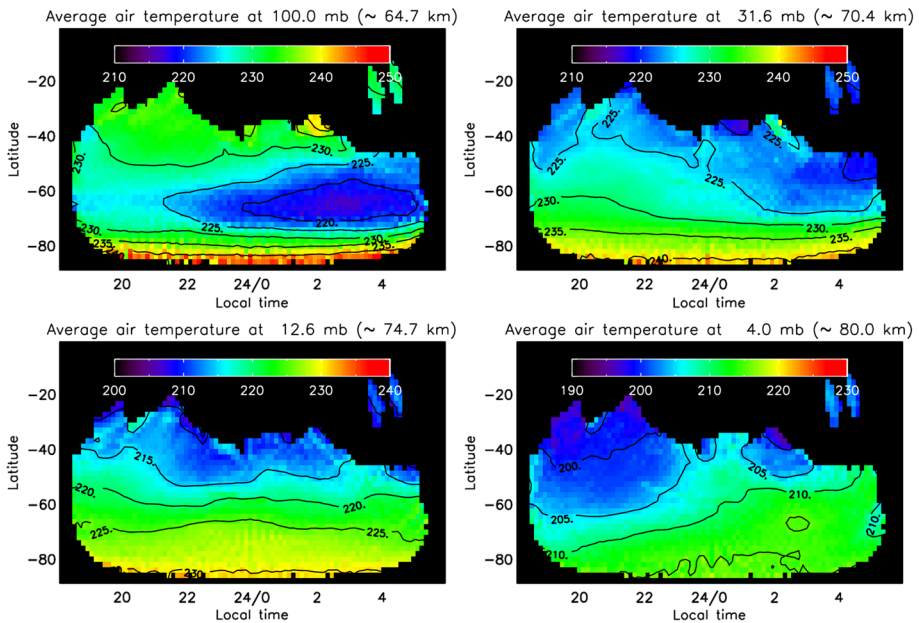 Average air temperature at 100.0 mb (~ 64.7 km)
210 220 230 240 250
Latitude
-20
-40
-60
-80
230.
230.
225.
225.
220.
230.
235.
230.
235.
20 22 24/0 2 4
Local time
Average air temperature at 31.6 mb (~ 70.4 km)
210 220 230 240 250
Latitude
-20
-40
-60
-80
225.
225.
225.
225.
230.
235.
230.
235.
240.
20 22 24/0 2 4
Local time
Average air temperature at 12.6 mb (~ 74.7 km)
200 210 220 230 240
Latitude
-20
-40
-60
-80
215.
220.
220.
225.
225.
230.
20 22 24/0 2 4
Local time
Average air temperature at 4.0 mb (~ 80.0 km)
190 200 210 220 230
Latitude
-20
-40
-60
-80
200.
205.
205.
210.
210.
210.
20 22 24/0 2 4
Local time